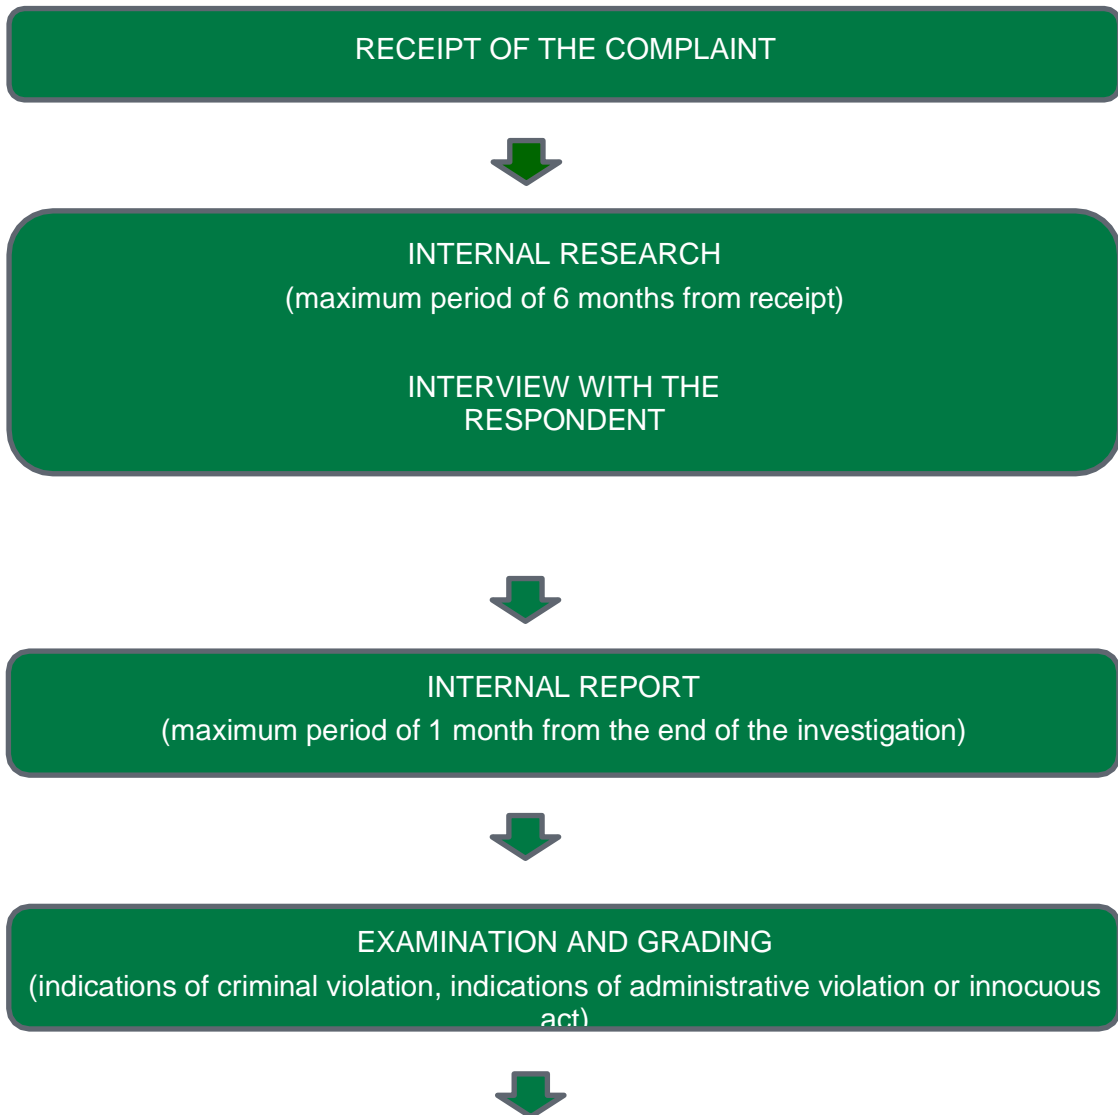 RECEIPT OF THE COMPLAINT
INTERNAL RESEARCH
(maximum period of 6 months from receipt)
INTERVIEW WITH THE
RESPONDENT
INTERNAL REPORT
(maximum period of 1 month from the end of the investigation)
EXAMINATION AND GRADING
(indications of criminal violation, indications of administrative violation or innocuous
act)